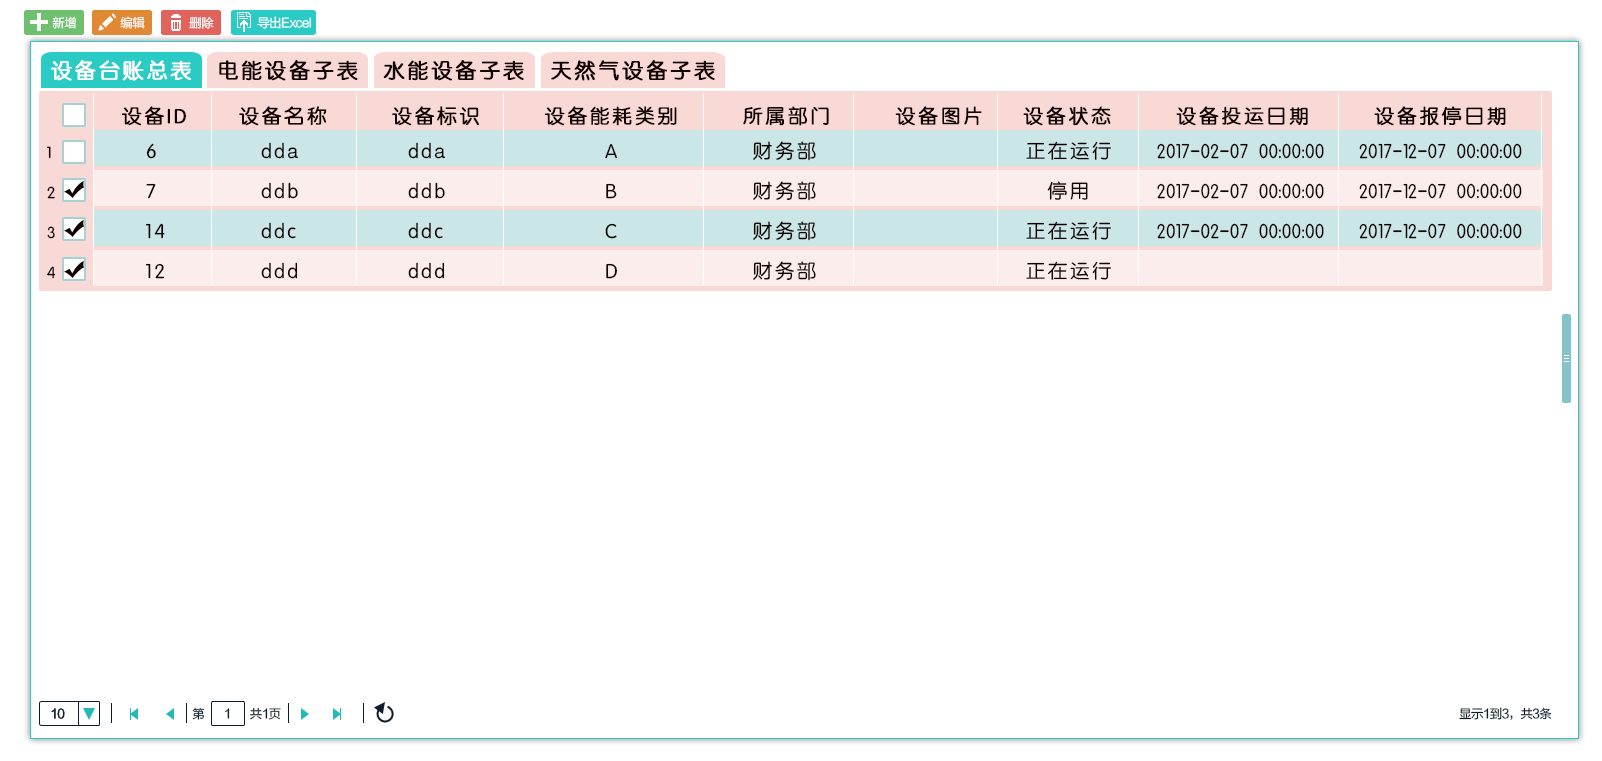 新增 编辑 删除 导出Excel
设备台账总表 电能设备子表 水能设备子表 天然气设备子表
设备ID 设备名称 设备标识 设备能耗类别 所属部门 设备图片 设备状态 设备投运日期 设备报停日期
1 6 dda dda A 财务部 正在运行 2017-02-07 00:00:00 2017-12-07 00:00:00
2 7 ddb ddb B 财务部 停用 2017-02-07 00:00:00 2017-12-07 00:00:00
3 14 ddc ddc C 财务部 正在运行 2017-02-07 00:00:00 2017-12-07 00:00:00
4 12 ddd ddd D 财务部 正在运行
10 第 1 共1页 显示1到3，共3条